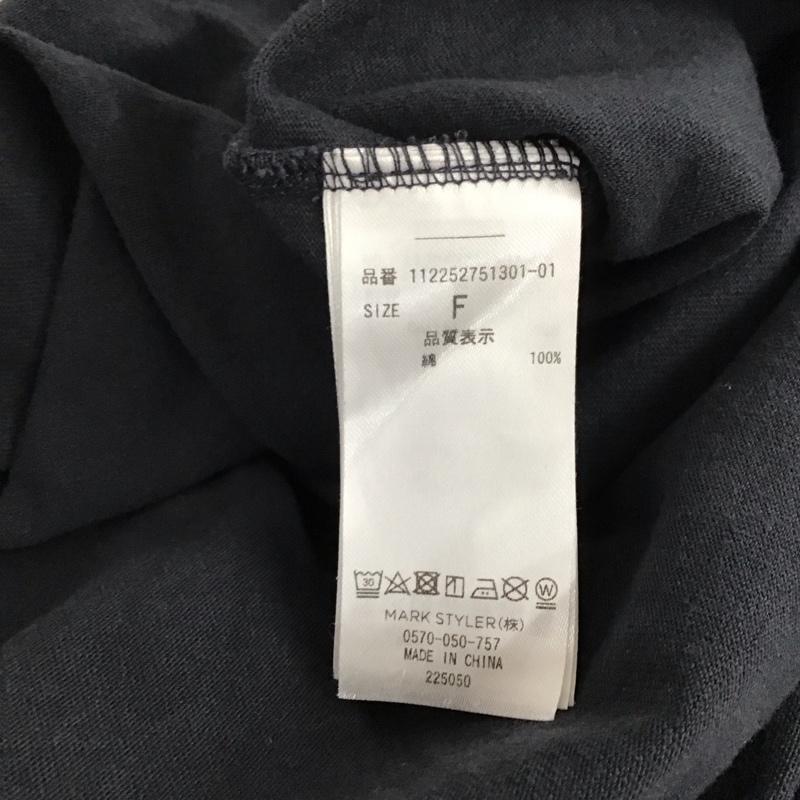 品番 112252751301-01
SIZE F
品質表示
綿 100%
30 W
MARK STYLER(株)
0570-050-757
MADE IN CHINA
225050